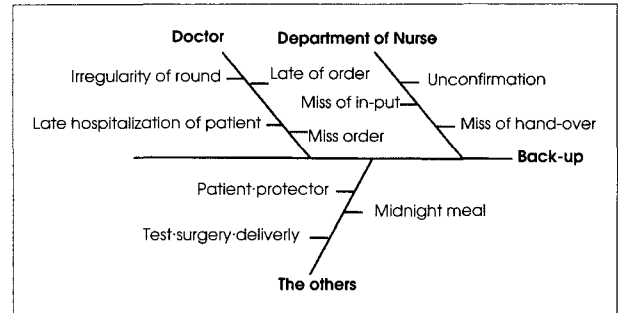 Doctor
Department of Nurse
Irregularity of round
Late of order
Unconfirmation
Miss of in-put
Late hospitalization of patient
Miss order
Miss of hand-over
Back-up
Patient·protector
Midnight meal
Test·surgery·deliverly
The others